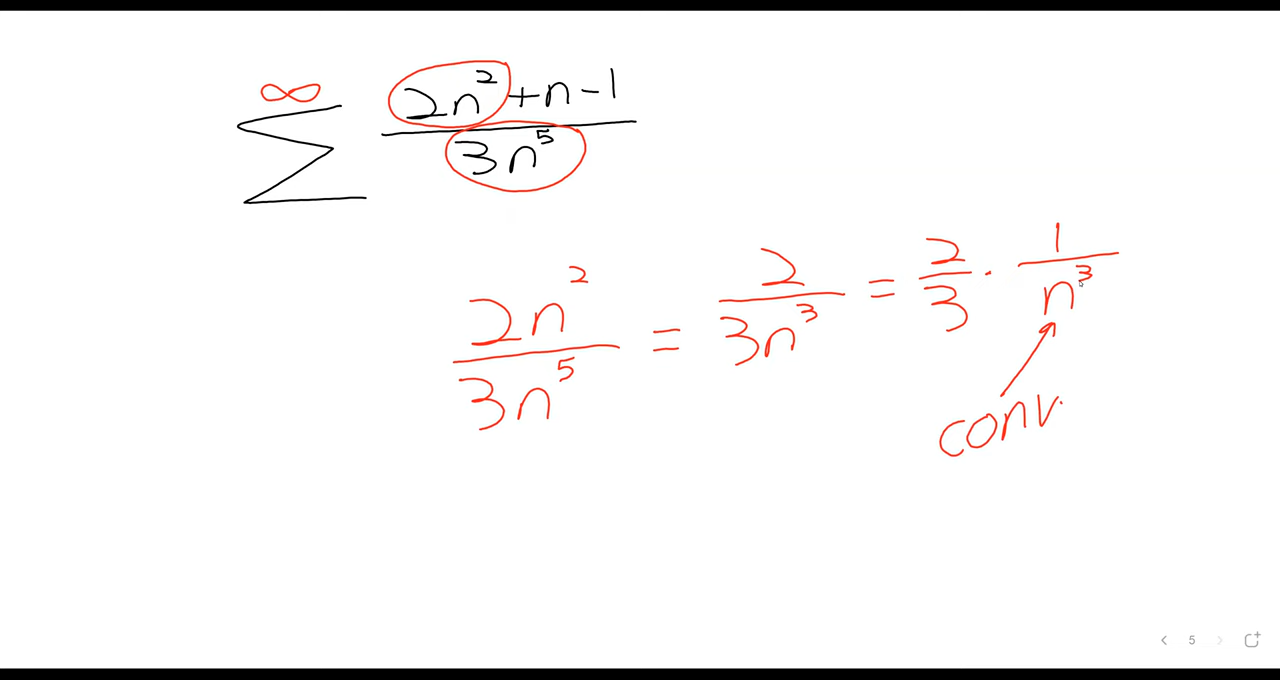 ∞
∑ (2n² + n - 1)/(3n⁵)
2n²/3n⁵ = 2/3n³ = 2/3 · 1/n³
conv.
5